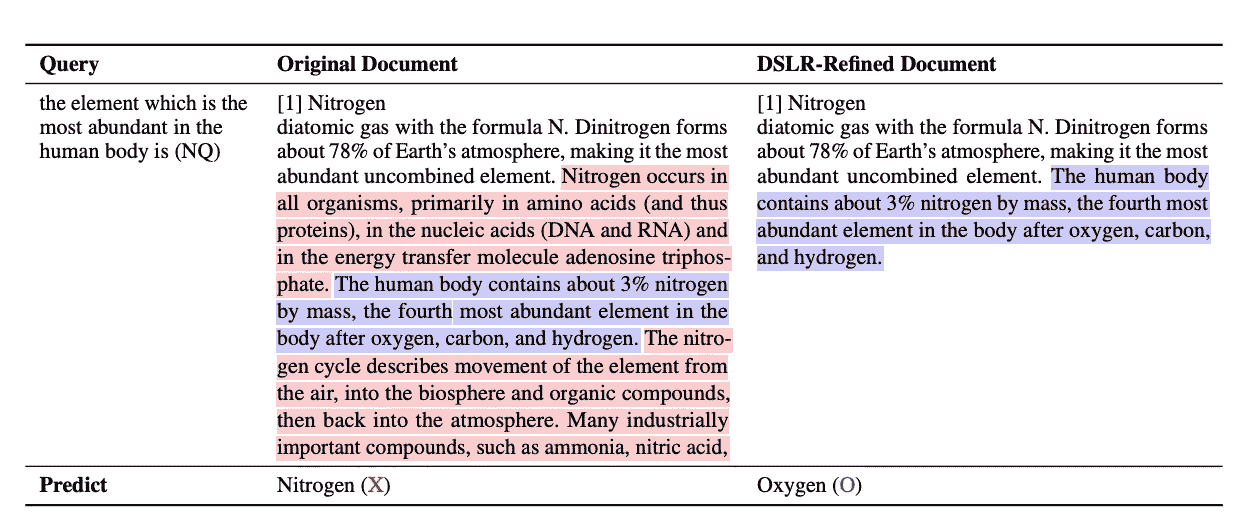 Query Original Document DSLR-Refined Document
the element which is the
most abundant in the
human body is (NQ)
[1] Nitrogen
diatomic gas with the formula N. Dinitrogen forms
about 78% of Earth's atmosphere, making it the most
abundant uncombined element. Nitrogen occurs in
all organisms, primarily in amino acids (and thus
proteins), in the nucleic acids (DNA and RNA) and
in the energy transfer molecule adenosine triphos-
phate. The human body contains about 3% nitrogen
by mass, the fourth most abundant element in the
body after oxygen, carbon, and hydrogen. The nitro-
gen cycle describes movement of the element from
the air, into the biosphere and organic compounds,
then back into the atmosphere. Many industrially
important compounds, such as ammonia, nitric acid,
[1] Nitrogen
diatomic gas with the formula N. Dinitrogen forms
about 78% of Earth's atmosphere, making it the most
abundant uncombined element. The human body
contains about 3% nitrogen by mass, the fourth most
abundant element in the body after oxygen, carbon,
and hydrogen.
Predict Nitrogen (X) Oxygen (O)